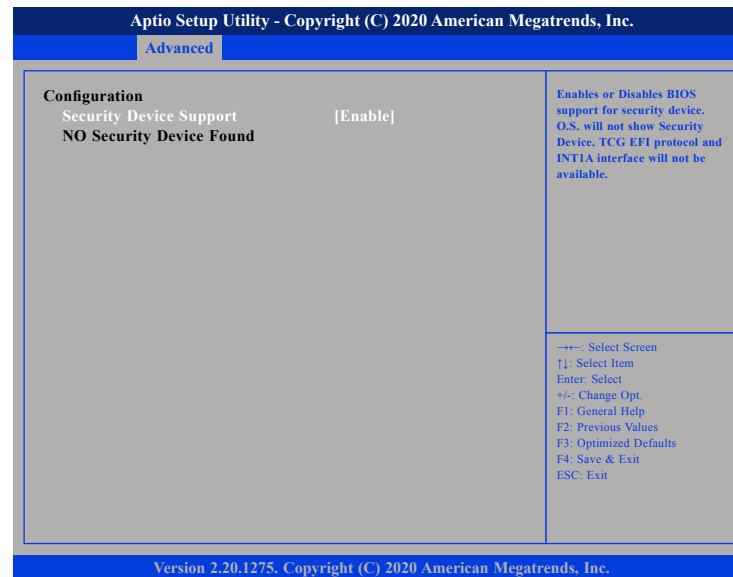 Aptio Setup Utility - Copyright (C) 2020 American Megatrends, Inc.
Advanced
Configuration
Security Device Support [Enable]
NO Security Device Found
Enables or Disables BIOS
support for security device.
O.S. will not show Security
Device. TCG EFI protocol and
INT1A interface will not be
available.
→←: Select Screen
↑↓: Select Item
Enter: Select
+/-: Change Opt.
F1: General Help
F2: Previous Values
F3: Optimized Defaults
F4: Save & Exit
ESC: Exit
Version 2.20.1275. Copyright (C) 2020 American Megatrends, Inc.